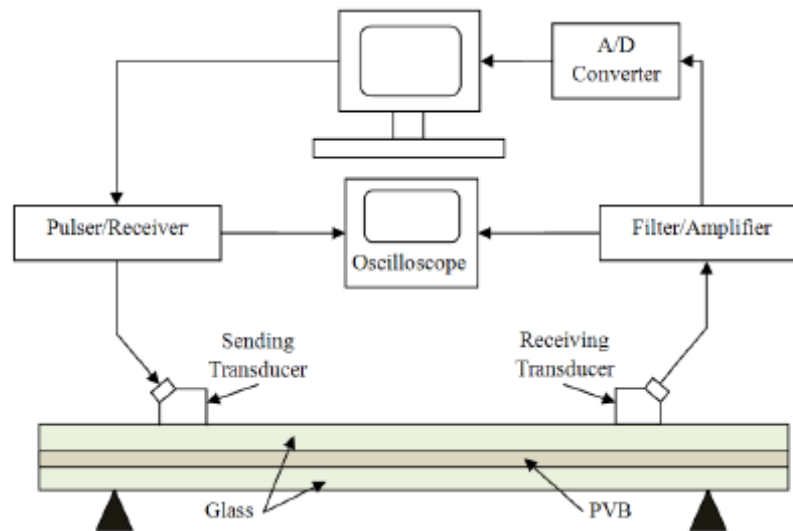 A/D
Converter
Pulser/Receiver
Oscilloscope
Filter/Amplifier
Sending
Transducer
Receiving
Transducer
Glass
PVB